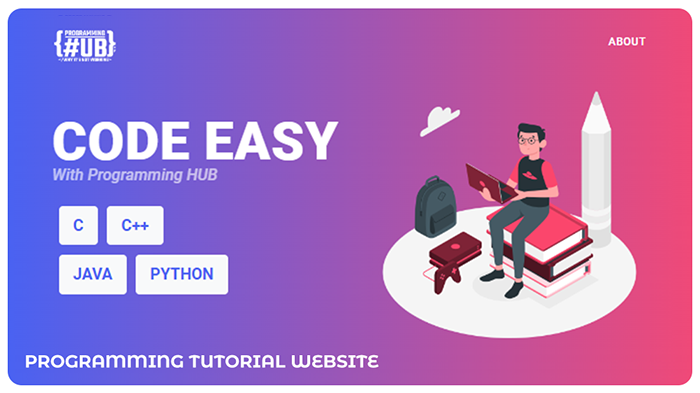 PROGRAMMING
{#UB}
ABOUT
CODE EASY
With Programming HUB
C C++
JAVA PYTHON
PROGRAMMING TUTORIAL WEBSITE